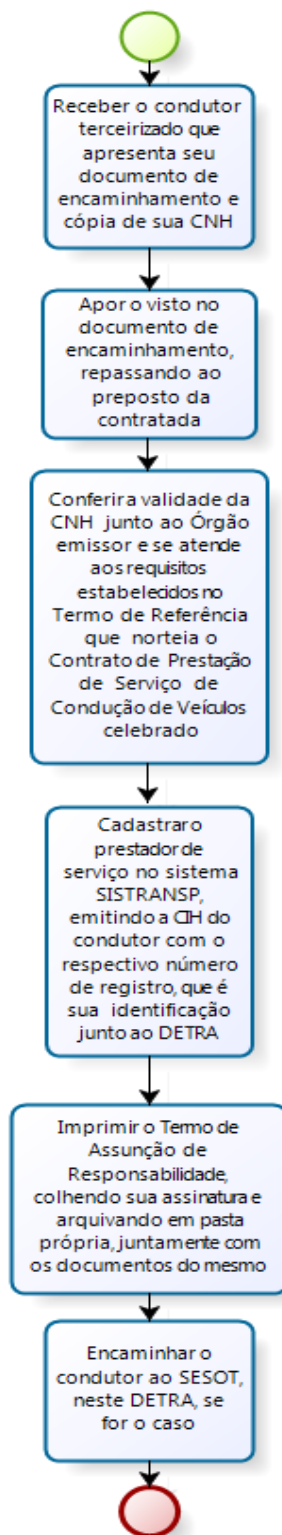 Receber o condutor
terceirizado que
apresenta seu
documento de
encaminhamento e
cópia de sua CNH
Apor o visto no
documento de
encaminhamento,
repassando ao
preposto da
contratada
Conferir a validade da
CNH junto ao Órgão
emissor e se atende
aos requisitos
estabelecidos no
Termo de Referência
que norteia o
Contrato de Prestação
de Serviço de
Condução de Veículos
celebrado
Cadastrar o
prestador de
serviço no sistema
SISTRANSP,
emitindo a CIH do
condutor com o
respectivo número
de registro, que é
sua identificação
junto ao DETRA
Imprimir o Termo de
Assunção de
Responsabilidade,
colhendo sua assinatura e
arquivando em pasta
própria, juntamente com
os documentos do mesmo
Encaminhar o
condutor ao SESOT,
neste DETRA, se
for o caso